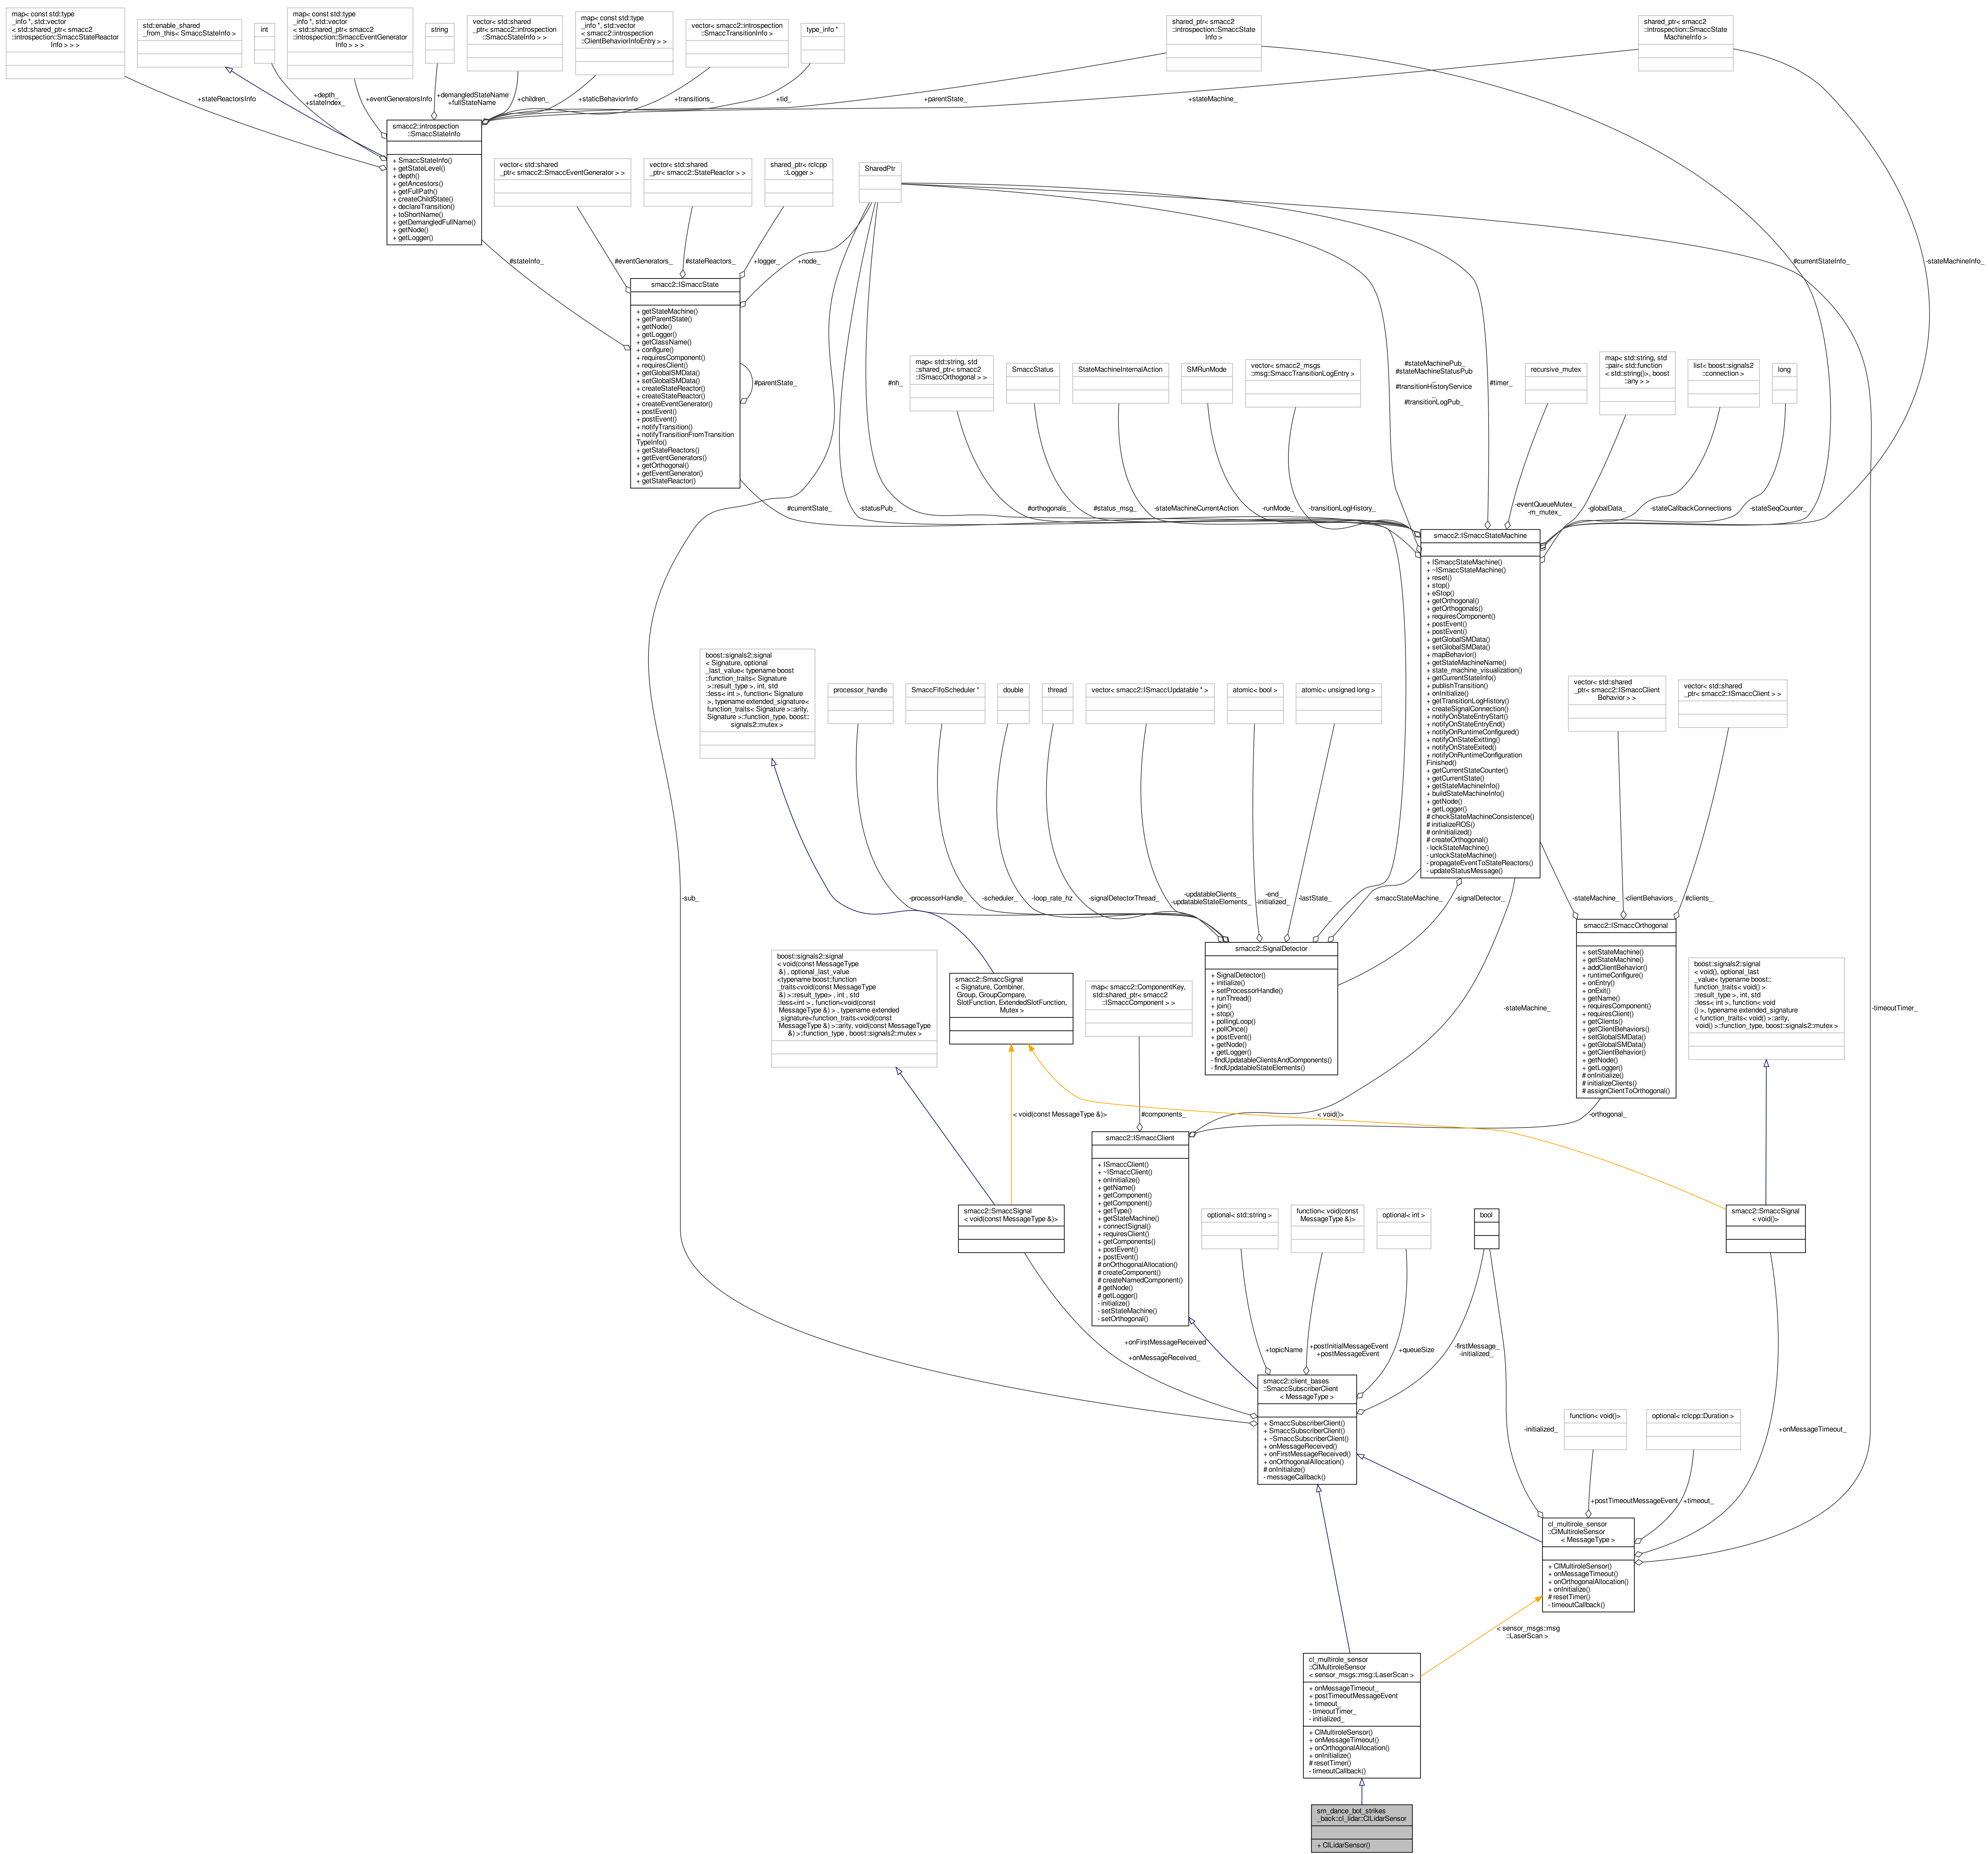 map< const std::type
_info *, std::vector
< std::shared_ptr< smacc2
::introspection::SmaccStateReactor
Info > > >
std::enable_shared
_from_this< SmaccStateInfo >
int
map< const std::type
_info *, std::vector
< std::shared_ptr< smacc2
::introspection::SmaccEventGenerator
Info > > >
string
vector< std::shared
_ptr< smacc2::introspection
::SmaccStateInfo > >
map< const std::type
_info *, std::vector
< smacc2::introspection
::ClientBehaviorInfoEntry > >
vector< smacc2::introspection
::SmaccTransitionInfo >
type_info *
shared_ptr< smacc2
::introspection::SmaccState
Info >
shared_ptr< smacc2
::introspection::SmaccState
MachineInfo >
+stateReactorsInfo
+depth_
+stateIndex_
+eventGeneratorsInfo
+demangledStateName
+fullStateName
+children_
+staticBehaviorInfo
+transitions_
+tid_
+parentState_
+stateMachine_
smacc2::introspection
::SmaccStateInfo
+ SmaccStateInfo()
+ getStateLevel()
+ depth()
+ getAncestors()
+ getFullPath()
+ createChildState()
+ declareTransition()
+ toShortName()
+ getDemangledFullName()
+ getNode()
+ getLogger()
vector< std::shared
_ptr< smacc2::SmaccEventGenerator > >
vector< std::shared
_ptr< smacc2::StateReactor > >
shared_ptr< rclcpp
::Logger >
SharedPtr
#stateInfo_
#eventGenerators_
#stateReactors_
+logger_
+node_
#currentStateInfo_
-stateMachineInfo_
smacc2::ISmaccState
+ getStateMachine()
+ getParentState()
+ getNode()
+ getLogger()
+ getClassName()
+ configure()
+ requiresComponent()
+ requiresClient()
+ getGlobalSMData()
+ setGlobalSMData()
+ createStateReactor()
+ createStateReactor()
+ createEventGenerator()
+ postEvent()
+ postEvent()
+ notifyTransition()
+ notifyTransitionFromTransition
TypeInfo()
+ getStateReactors()
+ getEventGenerators()
+ getOrthogonal()
+ getEventGenerator()
+ getStateReactor()
#parentState_
#nh_
map< std::string, std
::shared_ptr< smacc2
::ISmaccOrthogonal > >
SmaccStatus
StateMachineInternalAction
SMRunMode
vector< smacc2_msgs
::msg::SmaccTransitionLogEntry >
#stateMachinePub_
#stateMachineStatusPub
_
#transitionHistoryService
_
#transitionLogPub_
#timer_
recursive_mutex
map< std::string, std
::pair< std::function
< std::string()>, boost
::any > >
list< boost::signals2
::connection >
long
#currentState_
-statusPub_
#orthogonals_
#status_msg_
-stateMachineCurrentAction
-runMode_
-transitionLogHistory_
-eventQueueMutex_
-m_mutex_
-globalData_
-stateCallbackConnections
-stateSeqCounter_
smacc2::ISmaccStateMachine
+ ISmaccStateMachine()
+ ~ISmaccStateMachine()
+ reset()
+ stop()
+ eStop()
+ getOrthogonal()
+ getOrthogonals()
+ requiresComponent()
+ postEvent()
+ postEvent()
+ getGlobalSMData()
+ setGlobalSMData()
+ mapBehavior()
+ getStateMachineName()
+ state_machine_visualization()
+ getCurrentStateInfo()
+ publishTransition()
+ onInitialize()
+ getTransitionLogHistory()
+ createSignalConnection()
+ notifyOnStateEntryStart()
+ notifyOnStateEntryEnd()
+ notifyOnRuntimeConfigured()
+ notifyOnStateExitting()
+ notifyOnStateExited()
+ notifyOnRuntimeConfiguration
Finished()
+ getCurrentStateCounter()
+ getCurrentState()
+ getStateMachineInfo()
+ buildStateMachineInfo()
+ getNode()
+ getLogger()
# checkStateMachineConsistence()
# initializeROS()
# onInitialized()
# createOrthogonal()
- lockStateMachine()
- unlockStateMachine()
- propagateEventToStateReactors()
- updateStatusMessage()
boost::signals2::signal
< Signature, optional
_last_value< typename boost
::function_traits< Signature
>::result_type >, int, std
::less< int >, function< Signature
>, typename extended_signature<
function_traits< Signature >::arity,
Signature >::function_type, boost::
signals2::mutex >
processor_handle
SmaccFifoScheduler *
double
thread
vector< smacc2::ISmaccUpdatable * >
atomic< bool >
atomic< unsigned long >
vector< std::shared
_ptr< smacc2::ISmaccClient
Behavior > >
vector< std::shared
_ptr< smacc2::ISmaccClient > >
-sub_
-processorHandle_
-scheduler_
-loop_rate_hz
-signalDetectorThread_
-updatableClients_
-updatableStateElements_
-end_
-initialized_
-lastState_
-smaccStateMachine_
-signalDetector_
-stateMachine_
-clientBehaviors_
#clients_
boost::signals2::signal
< void(const MessageType
&) , optional_last_value
<typename boost::function
_traits<void(const MessageType
&) >::result_type> , int , std
::less<int > , function<void(const
MessageType &) > , typename extended
_signature<function_traits<void(const
MessageType &) >::arity, void(const MessageType
&) >::function_type , boost::signals2::mutex >
smacc2::SmaccSignal
< Signature, Combiner,
Group, GroupCompare,
SlotFunction, ExtendedSlotFunction,
Mutex >
map< smacc2::ComponentKey,
std::shared_ptr< smacc2
::ISmaccComponent > >
smacc2::SignalDetector
+ SignalDetector()
+ initialize()
+ setProcessorHandle()
+ runThread()
+ join()
+ stop()
+ pollingLoop()
+ pollOnce()
+ postEvent()
+ getNode()
+ getLogger()
- findUpdatableClientsAndComponents()
- findUpdatableStateElements()
-stateMachine_
smacc2::ISmaccOrthogonal
+ setStateMachine()
+ getStateMachine()
+ addClientBehavior()
+ runtimeConfigure()
+ onEntry()
+ onExit()
+ getName()
+ requiresComponent()
+ requiresClient()
+ getClients()
+ getClientBehaviors()
+ setGlobalSMData()
+ getGlobalSMData()
+ getClientBehavior()
+ getNode()
+ getLogger()
# onInitialize()
# initializeClients()
# assignClientToOrthogonal()
boost::signals2::signal
< void(), optional_last
_value< typename boost::
function_traits< void() >
::result_type >, int, std
::less< int >, function< void
() >, typename extended_signature
< function_traits< void() >::arity,
void() >::function_type, boost::signals2::mutex >
-timeoutTimer_
< void(const MessageType &)>
#components_
< void()>
-orthogonal_
smacc2::ISmaccClient
+ ISmaccClient()
+ ~ISmaccClient()
+ onInitialize()
+ getName()
+ getComponent()
+ getComponent()
+ getType()
+ getStateMachine()
+ connectSignal()
+ requiresClient()
+ getComponents()
+ postEvent()
+ postEvent()
# onOrthogonalAllocation()
# createComponent()
# createNamedComponent()
# getNode()
# getLogger()
- initialize()
- setStateMachine()
- setOrthogonal()
smacc2::SmaccSignal
< void(const MessageType &)>
optional< std::string >
function< void(const
MessageType &)>
optional< int >
bool
smacc2::SmaccSignal
< void()>
+onFirstMessageReceived
_
+onMessageReceived_
+topicName
+postInitialMessageEvent
+postMessageEvent
+queueSize
-firstMessage_
-initialized_
smacc2::client_bases
::SmaccSubscriberClient
< MessageType >
+ SmaccSubscriberClient()
+ SmaccSubscriberClient()
+ ~SmaccSubscriberClient()
+ onMessageReceived()
+ onFirstMessageReceived()
+ onOrthogonalAllocation()
# onInitialize()
- messageCallback()
-initialized_
function< void()>
optional< rclcpp::Duration >
+onMessageTimeout_
+postTimeoutMessageEvent
+timeout_
cl_multirole_sensor
::ClMultiroleSensor
< MessageType >
+ ClMultiroleSensor()
+ onMessageTimeout()
+ onOrthogonalAllocation()
+ onInitialize()
# resetTimer()
- timeoutCallback()
< sensor_msgs::msg
::LaserScan >
cl_multirole_sensor
::ClMultiroleSensor
< sensor_msgs::msg::LaserScan >
+ onMessageTimeout_
+ postTimeoutMessageEvent
+ timeout_
- timeoutTimer_
- initialized_
+ ClMultiroleSensor()
+ onMessageTimeout()
+ onOrthogonalAllocation()
+ onInitialize()
# resetTimer()
- timeoutCallback()
sm_dance_bot_strikes
_back::cl_lidar::ClLidarSensor
+ ClLidarSensor()